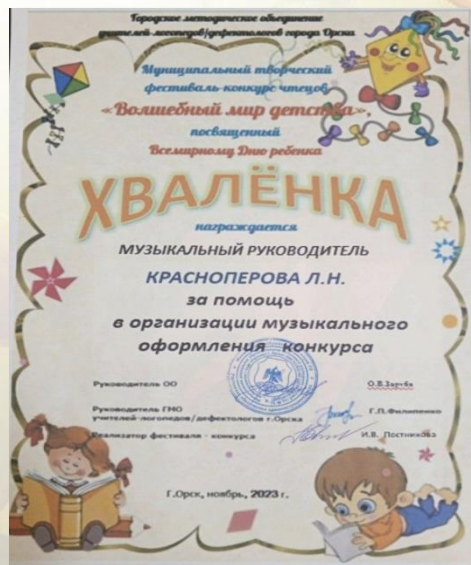 Городское методическое объединение
учителей-логопедов/дефектологов города Орска
Муниципальный творческий
фестиваль-конкурс чтецов
«Волшебный мир детства»,
посвященный
Всемирному Дню ребенка
ХВАЛЁНКА
награждается
МУЗЫКАЛЬНЫЙ РУКОВОДИТЕЛЬ
КРАСНОПЕРОВА Л.Н.
за помощь
в организации музыкального
оформления конкурса
Руководитель ОО
Руководитель ГМО
учителей-логопедов/дефектологов г.Орска Г.П.Филипенко
Реализатор фестиваля - конкурса И.В. Постникова
Г.Орск, ноябрь, 2023 г.